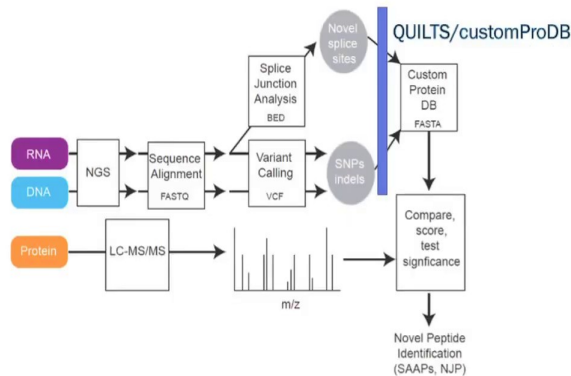 QUILTS/customProDB
Novel
splice
sites
Splice
Junction
Analysis
BED
Custom
Protein
DB
FASTA
RNA
DNA
NGS
Sequence
Alignment
FASTQ
Variant
Calling
VCF
SNPs
indels
Compare,
score,
test
signficance
Protein
LC-MS/MS
m/z
Novel Peptide
Identification
(SAAPs, NJP)